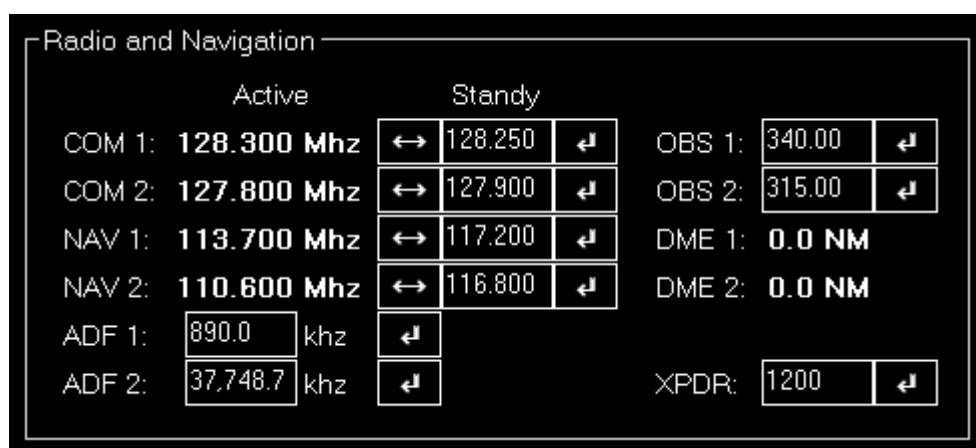 Radio and Navigation
Active Standy
COM 1: 128.300 Mhz 128.250 OBS 1: 340.00
COM 2: 127.800 Mhz 127.900 OBS 2: 315.00
NAV 1: 113.700 Mhz 117.200 DME 1: 0.0 NM
NAV 2: 110.600 Mhz 116.800 DME 2: 0.0 NM
ADF 1: 890.0 khz
ADF 2: 37,748.7 khz XPDR: 1200